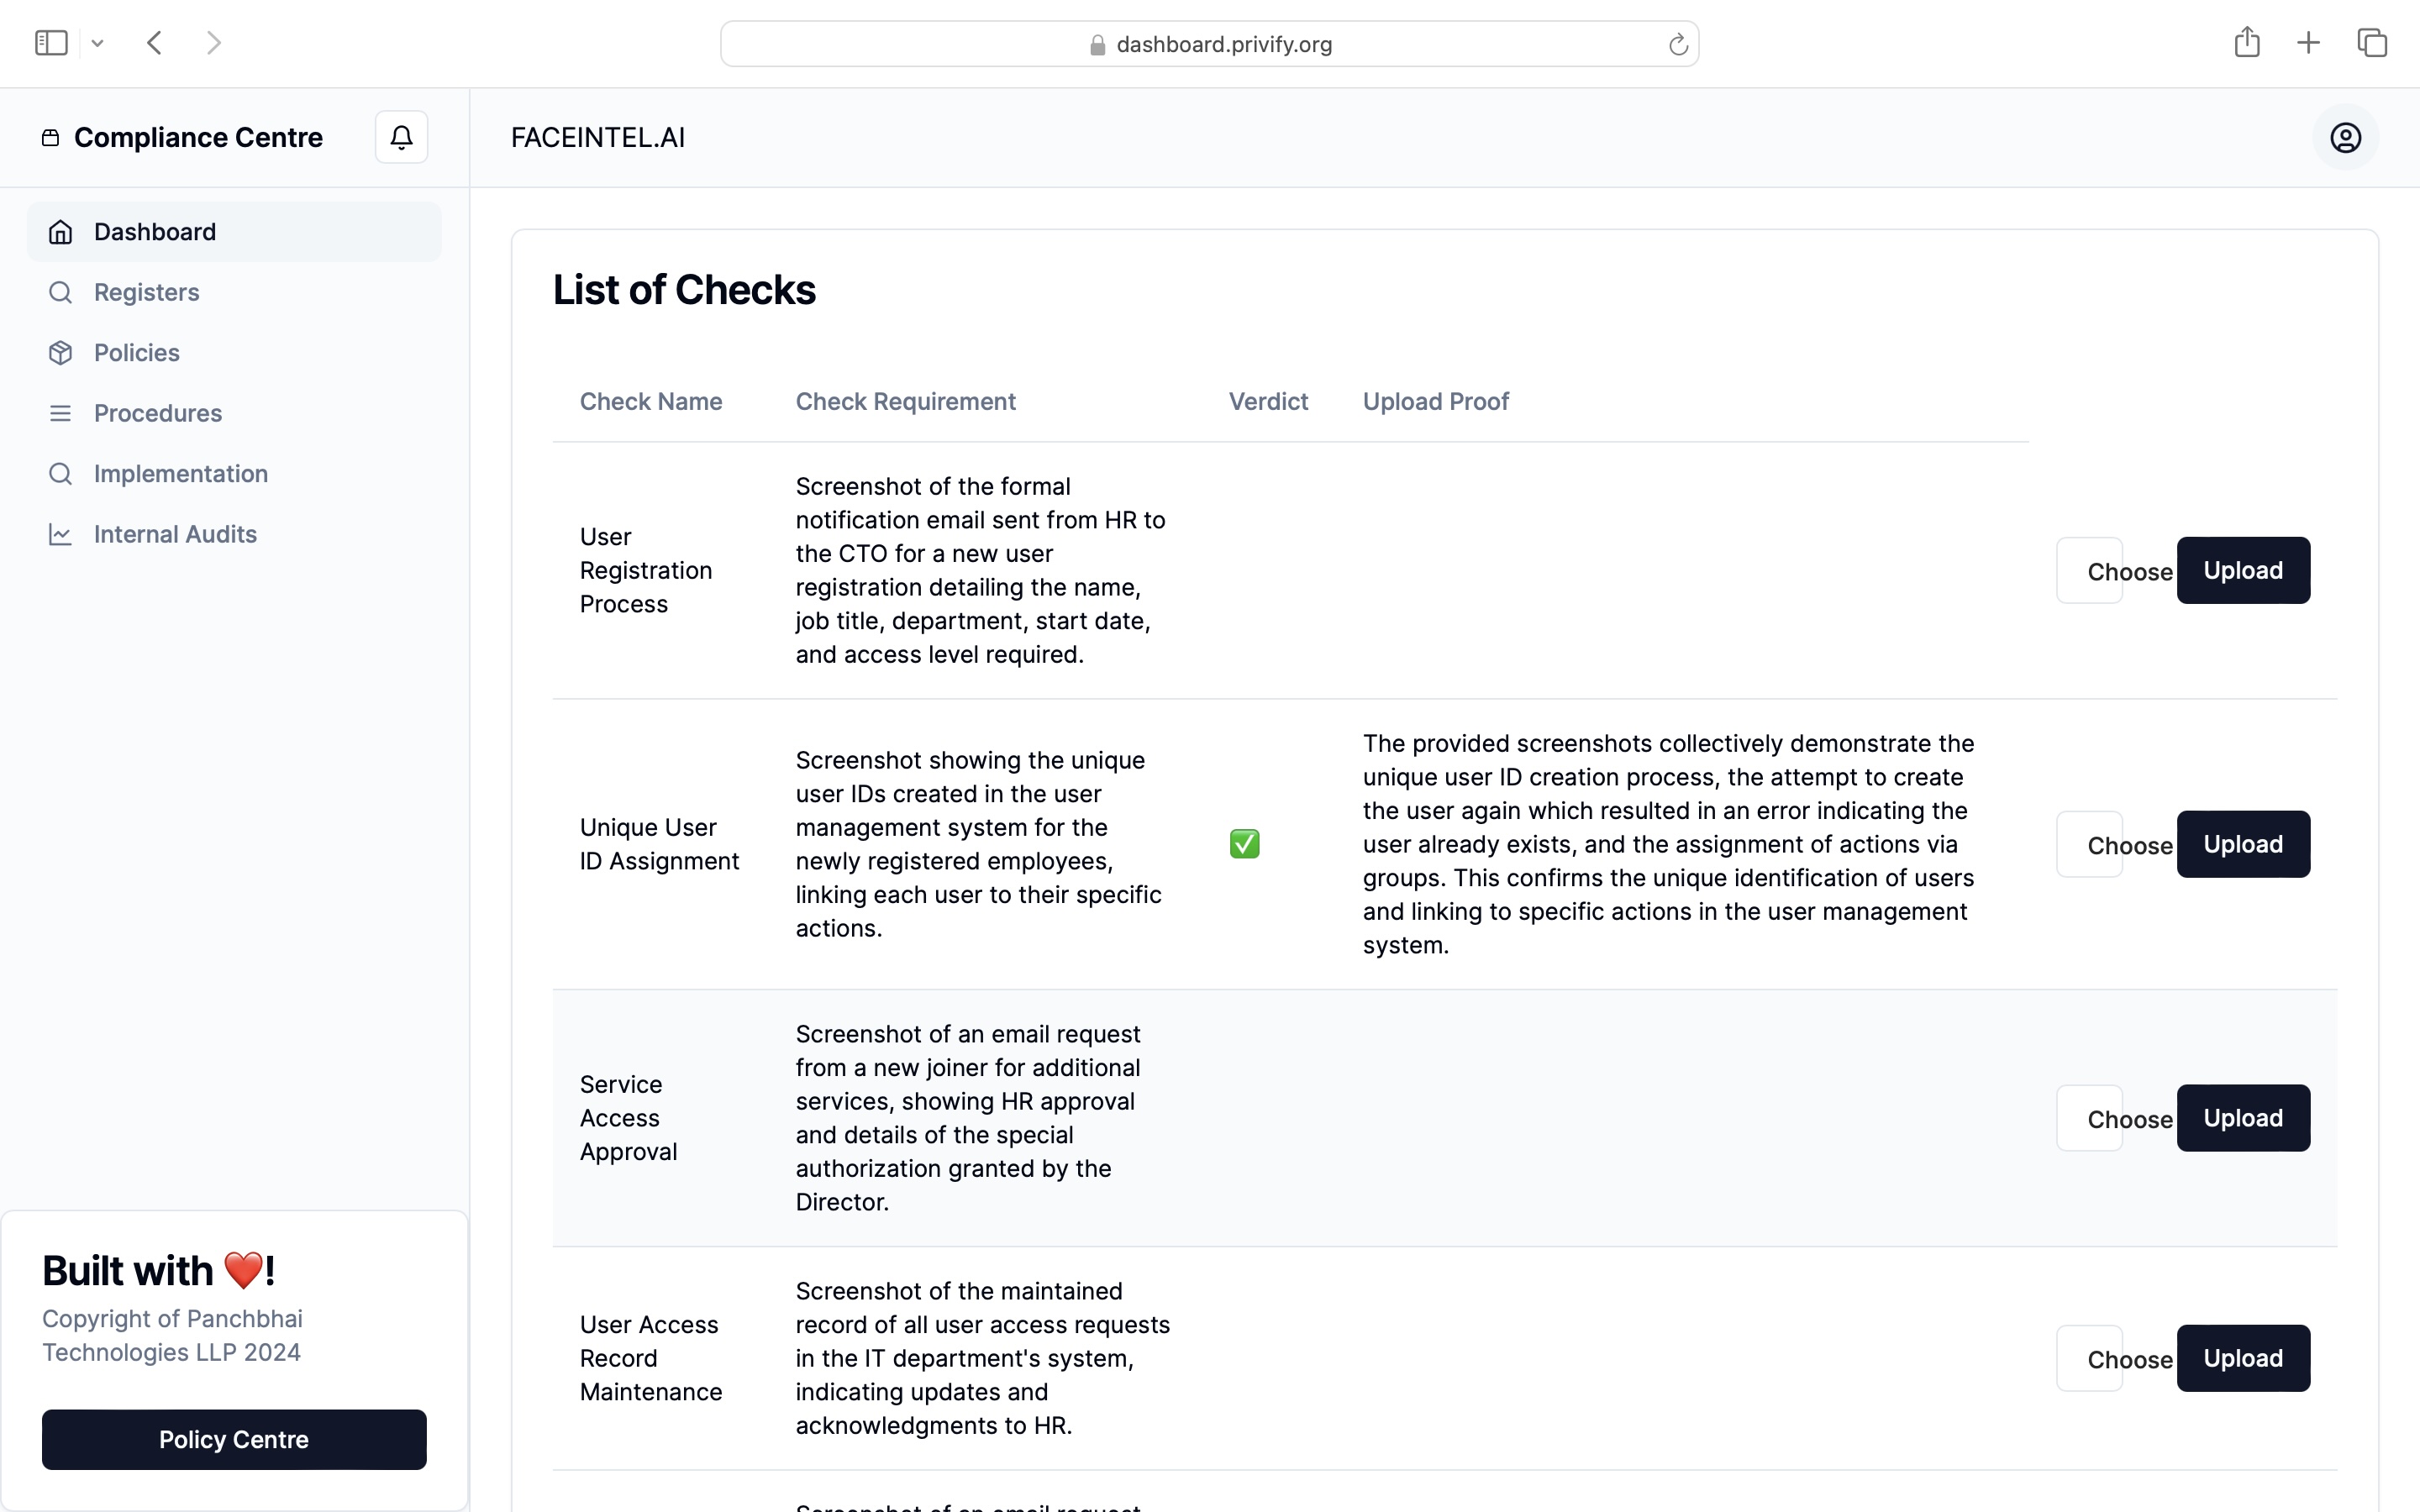 dashboard.privify.org
Compliance Centre
FACEINTEL.AI
Dashboard
Registers
Policies
Procedures
Implementation
Internal Audits
List of Checks
Check Name
Check Requirement
Verdict
Upload Proof
User
Registration
Process
Screenshot of the formal
notification email sent from HR to
the CTO for a new user
registration detailing the name,
job title, department, start date,
and access level required.
Choose
Upload
Unique User
ID Assignment
Screenshot showing the unique
user IDs created in the user
management system for the
newly registered employees,
linking each user to their specific
actions.
✅
The provided screenshots collectively demonstrate the
unique user ID creation process, the attempt to create
the user again which resulted in an error indicating the
user already exists, and the assignment of actions via
groups. This confirms the unique identification of users
and linking to specific actions in the user management
system.
Choose
Upload
Service
Access
Approval
Screenshot of an email request
from a new joiner for additional
services, showing HR approval
and details of the special
authorization granted by the
Director.
Choose
Upload
User Access
Record
Maintenance
Screenshot of the maintained
record of all user access requests
in the IT department's system,
indicating updates and
acknowledgments to HR.
Choose
Upload
Screenshot of an email request
Built with ❤️!
Copyright of Panchbhai
Technologies LLP 2024
Policy Centre